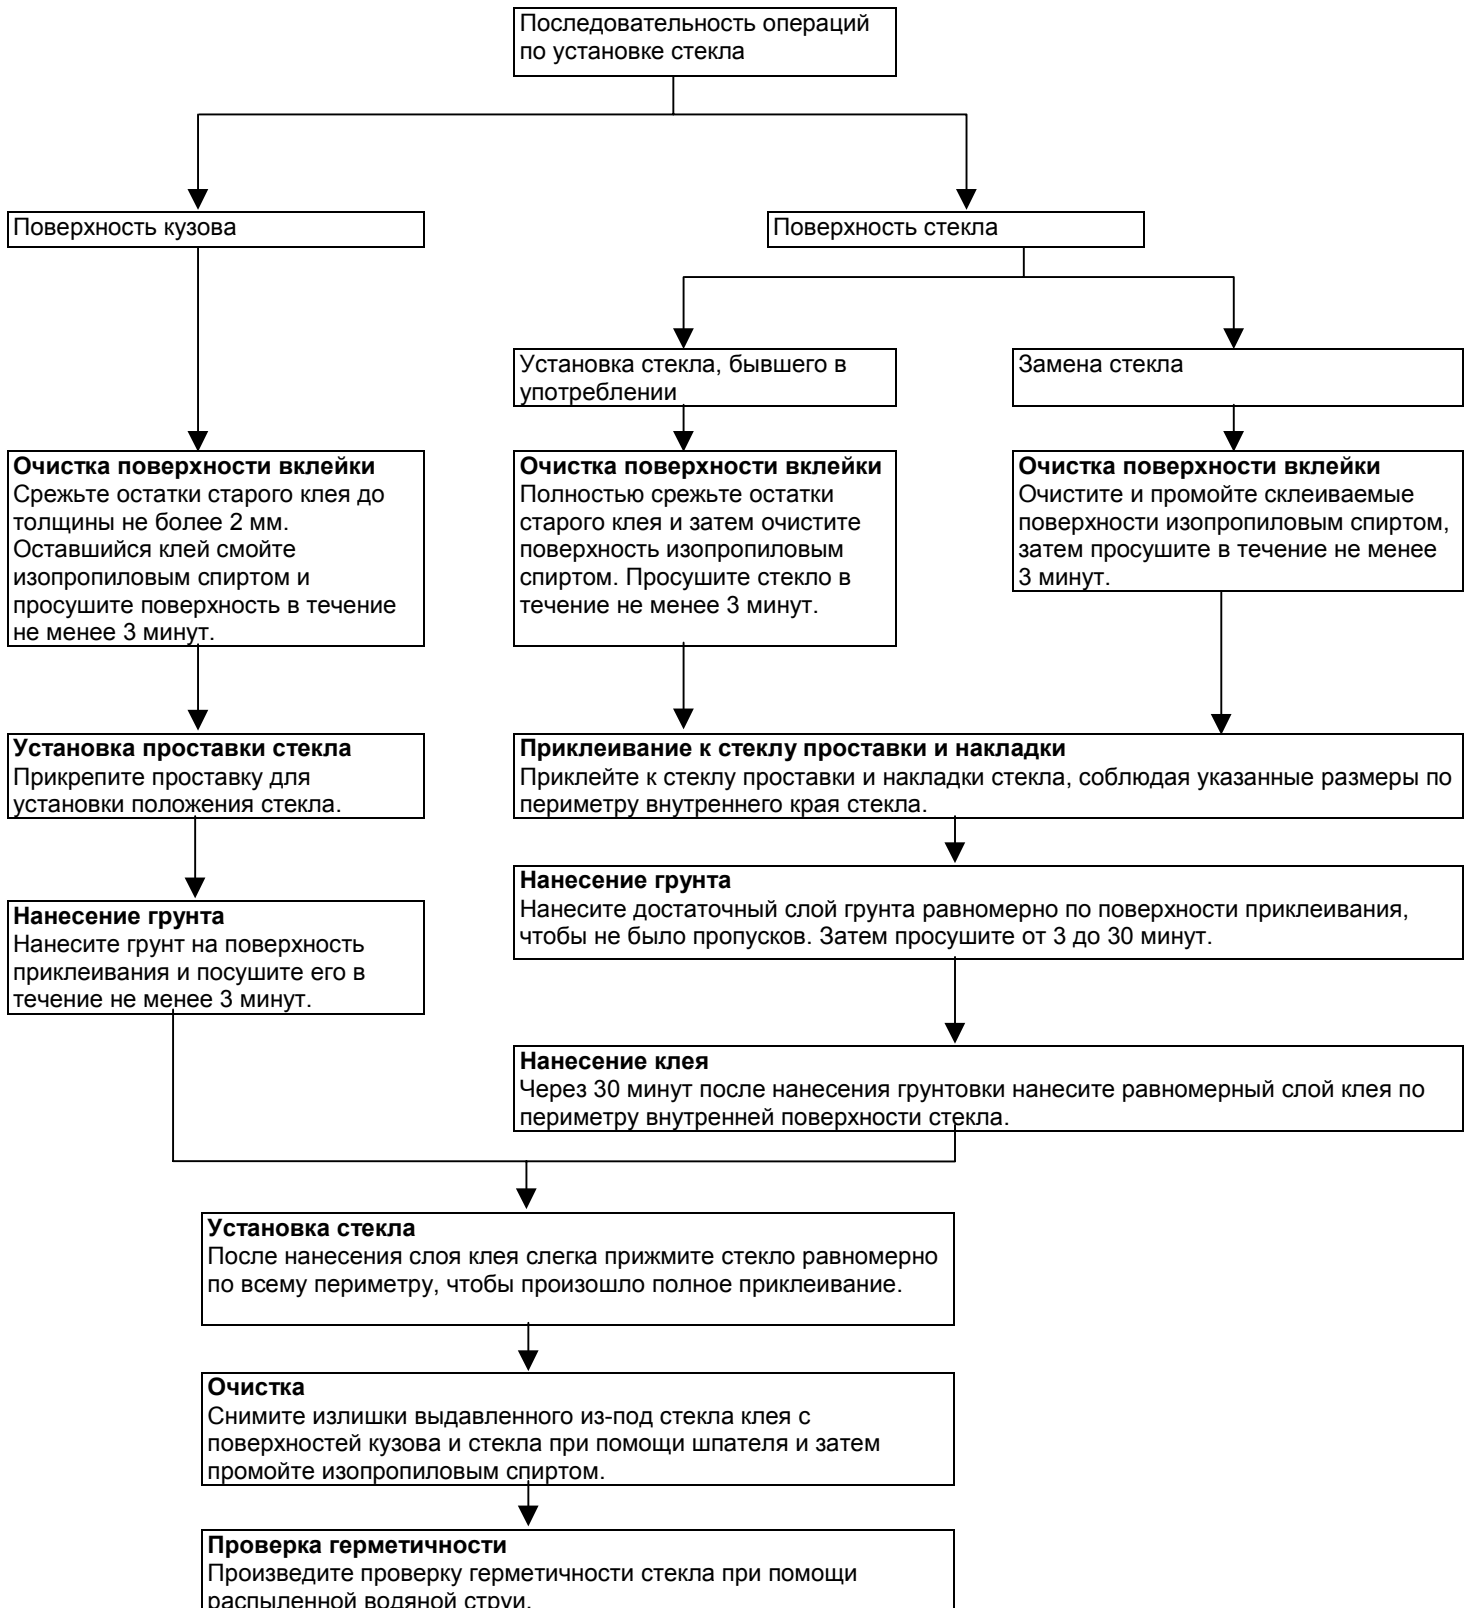 Последовательность операций
по установке стекла
Поверхность кузова
Поверхность стекла
Установка стекла, бывшего в
употреблении
Замена стекла
Очистка поверхности вклейки
Срежьте остатки старого клея до
толщины не более 2 мм.
Оставшийся клей смойте
изопропиловым спиртом и
просушите поверхность в течение
не менее 3 минут.
Очистка поверхности вклейки
Полностью срежьте остатки
старого клея и затем очистите
поверхность изопропиловым
спиртом. Просушите стекло в
течение не менее 3 минут.
Очистка поверхности вклейки
Очистите и промойте склеиваемые
поверхности изопропиловым спиртом,
затем просушите в течение не менее
3 минут.
Установка проставки стекла
Прикрепите проставку для
установки положения стекла.
Приклеивание к стеклу проставки и накладки
Приклейте к стеклу проставки и накладки стекла, соблюдая указанные размеры по
периметру внутреннего края стекла.
Нанесение грунта
Нанесите грунт на поверхность
приклеивания и посушите его в
течение не менее 3 минут.
Нанесение грунта
Нанесите достаточный слой грунта равномерно по поверхности приклеивания,
чтобы не было пропусков. Затем просушите от 3 до 30 минут.
Нанесение клея
Через 30 минут после нанесения грунтовки нанесите равномерный слой клея по
периметру внутренней поверхности стекла.
Установка стекла
После нанесения слоя клея слегка прижмите стекло равномерно
по всему периметру, чтобы произошло полное приклеивание.
Очистка
Снимите излишки выдавленного из-под стекла клея с
поверхностей кузова и стекла при помощи шпателя и затем
промойте изопропиловым спиртом.
Проверка герметичности
Произведите проверку герметичности стекла при помощи
распыленной водяной струи.